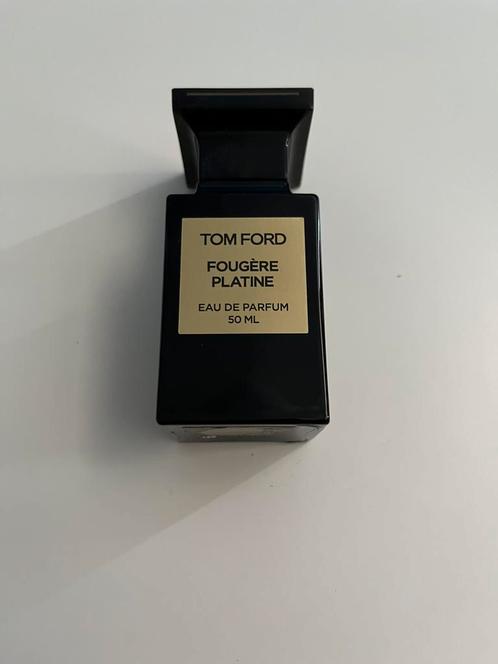 TOM FORD
FOUGÈRE
PLATINE
EAU DE PARFUM
50 ML